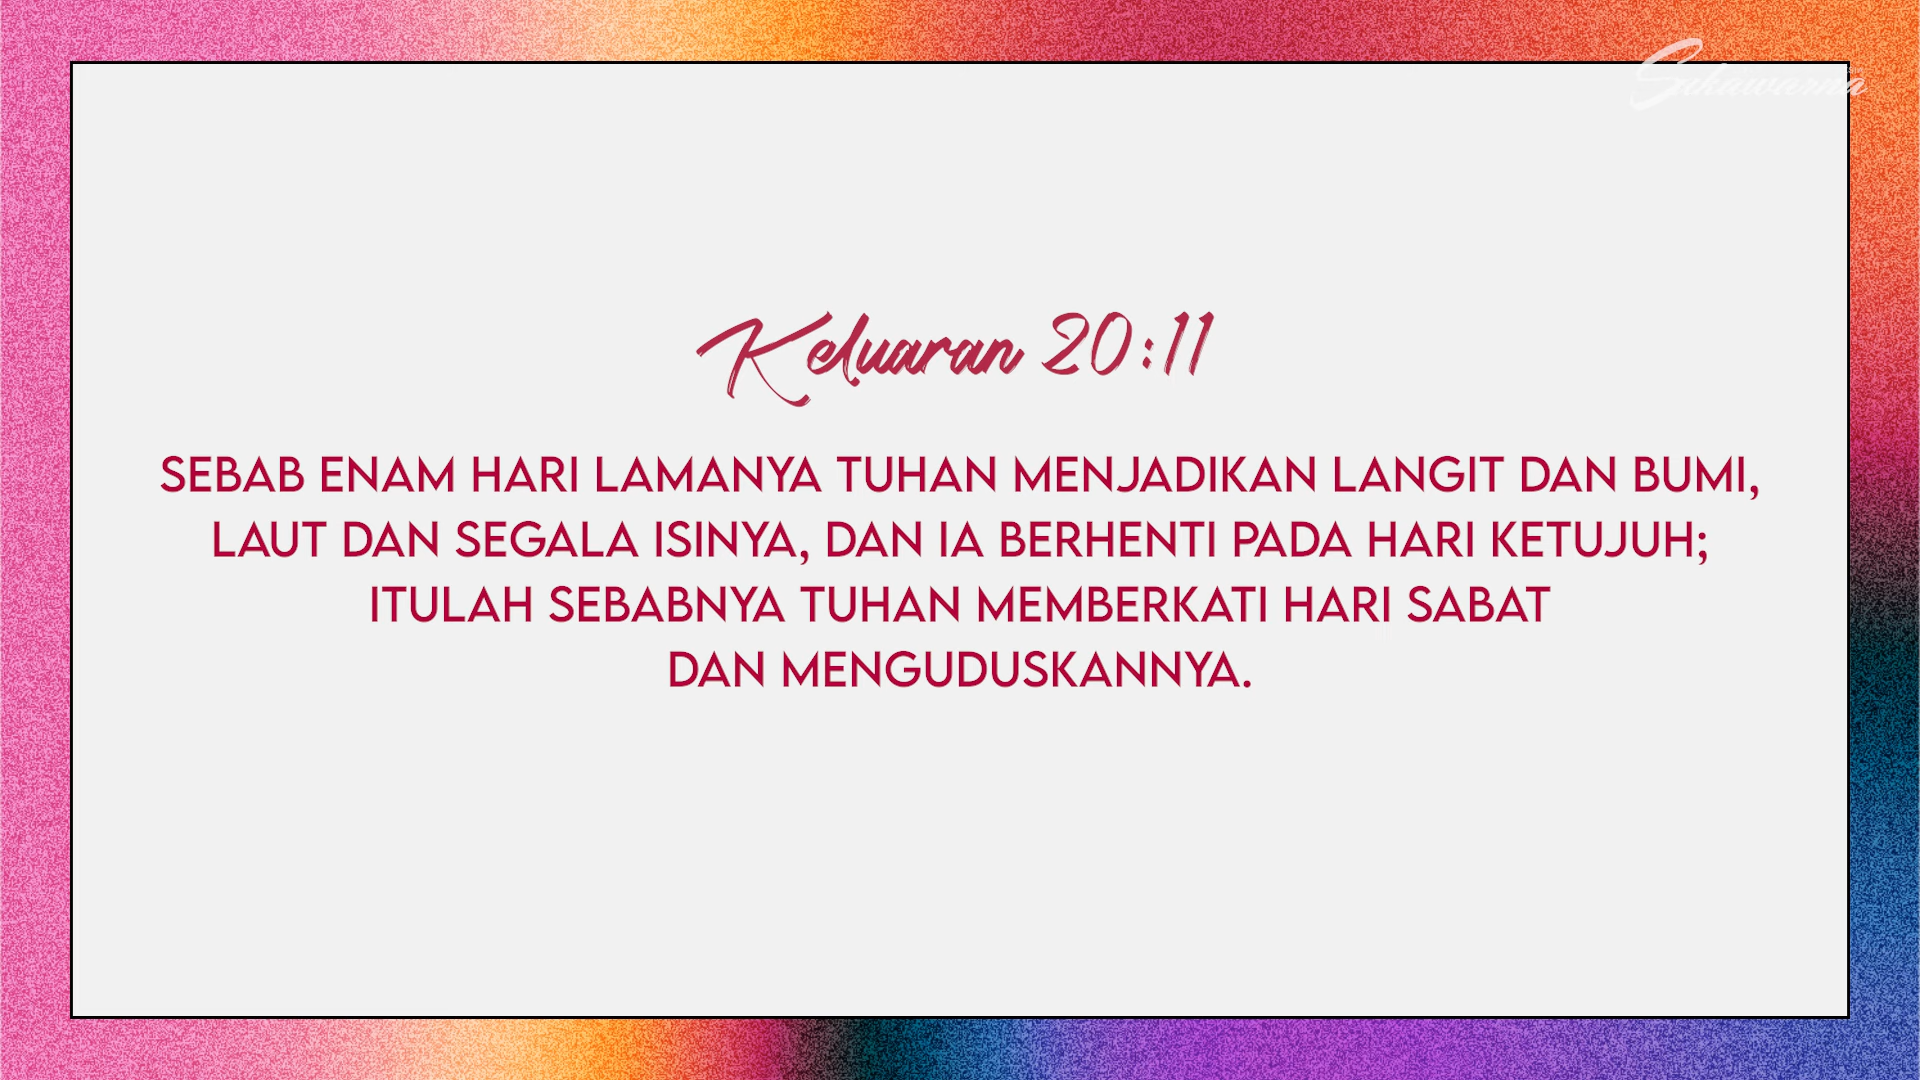 Sekawarna
Keluaran 20:11
SEBAB ENAM HARI LAMANYA TUHAN MENJADIKAN LANGIT DAN BUMI,
LAUT DAN SEGALA ISINYA, DAN IA BERHENTI PADA HARI KETUJUH;
ITULAH SEBABNYA TUHAN MEMBERKATI HARI SABAT
DAN MENGUDUSKANNYA.